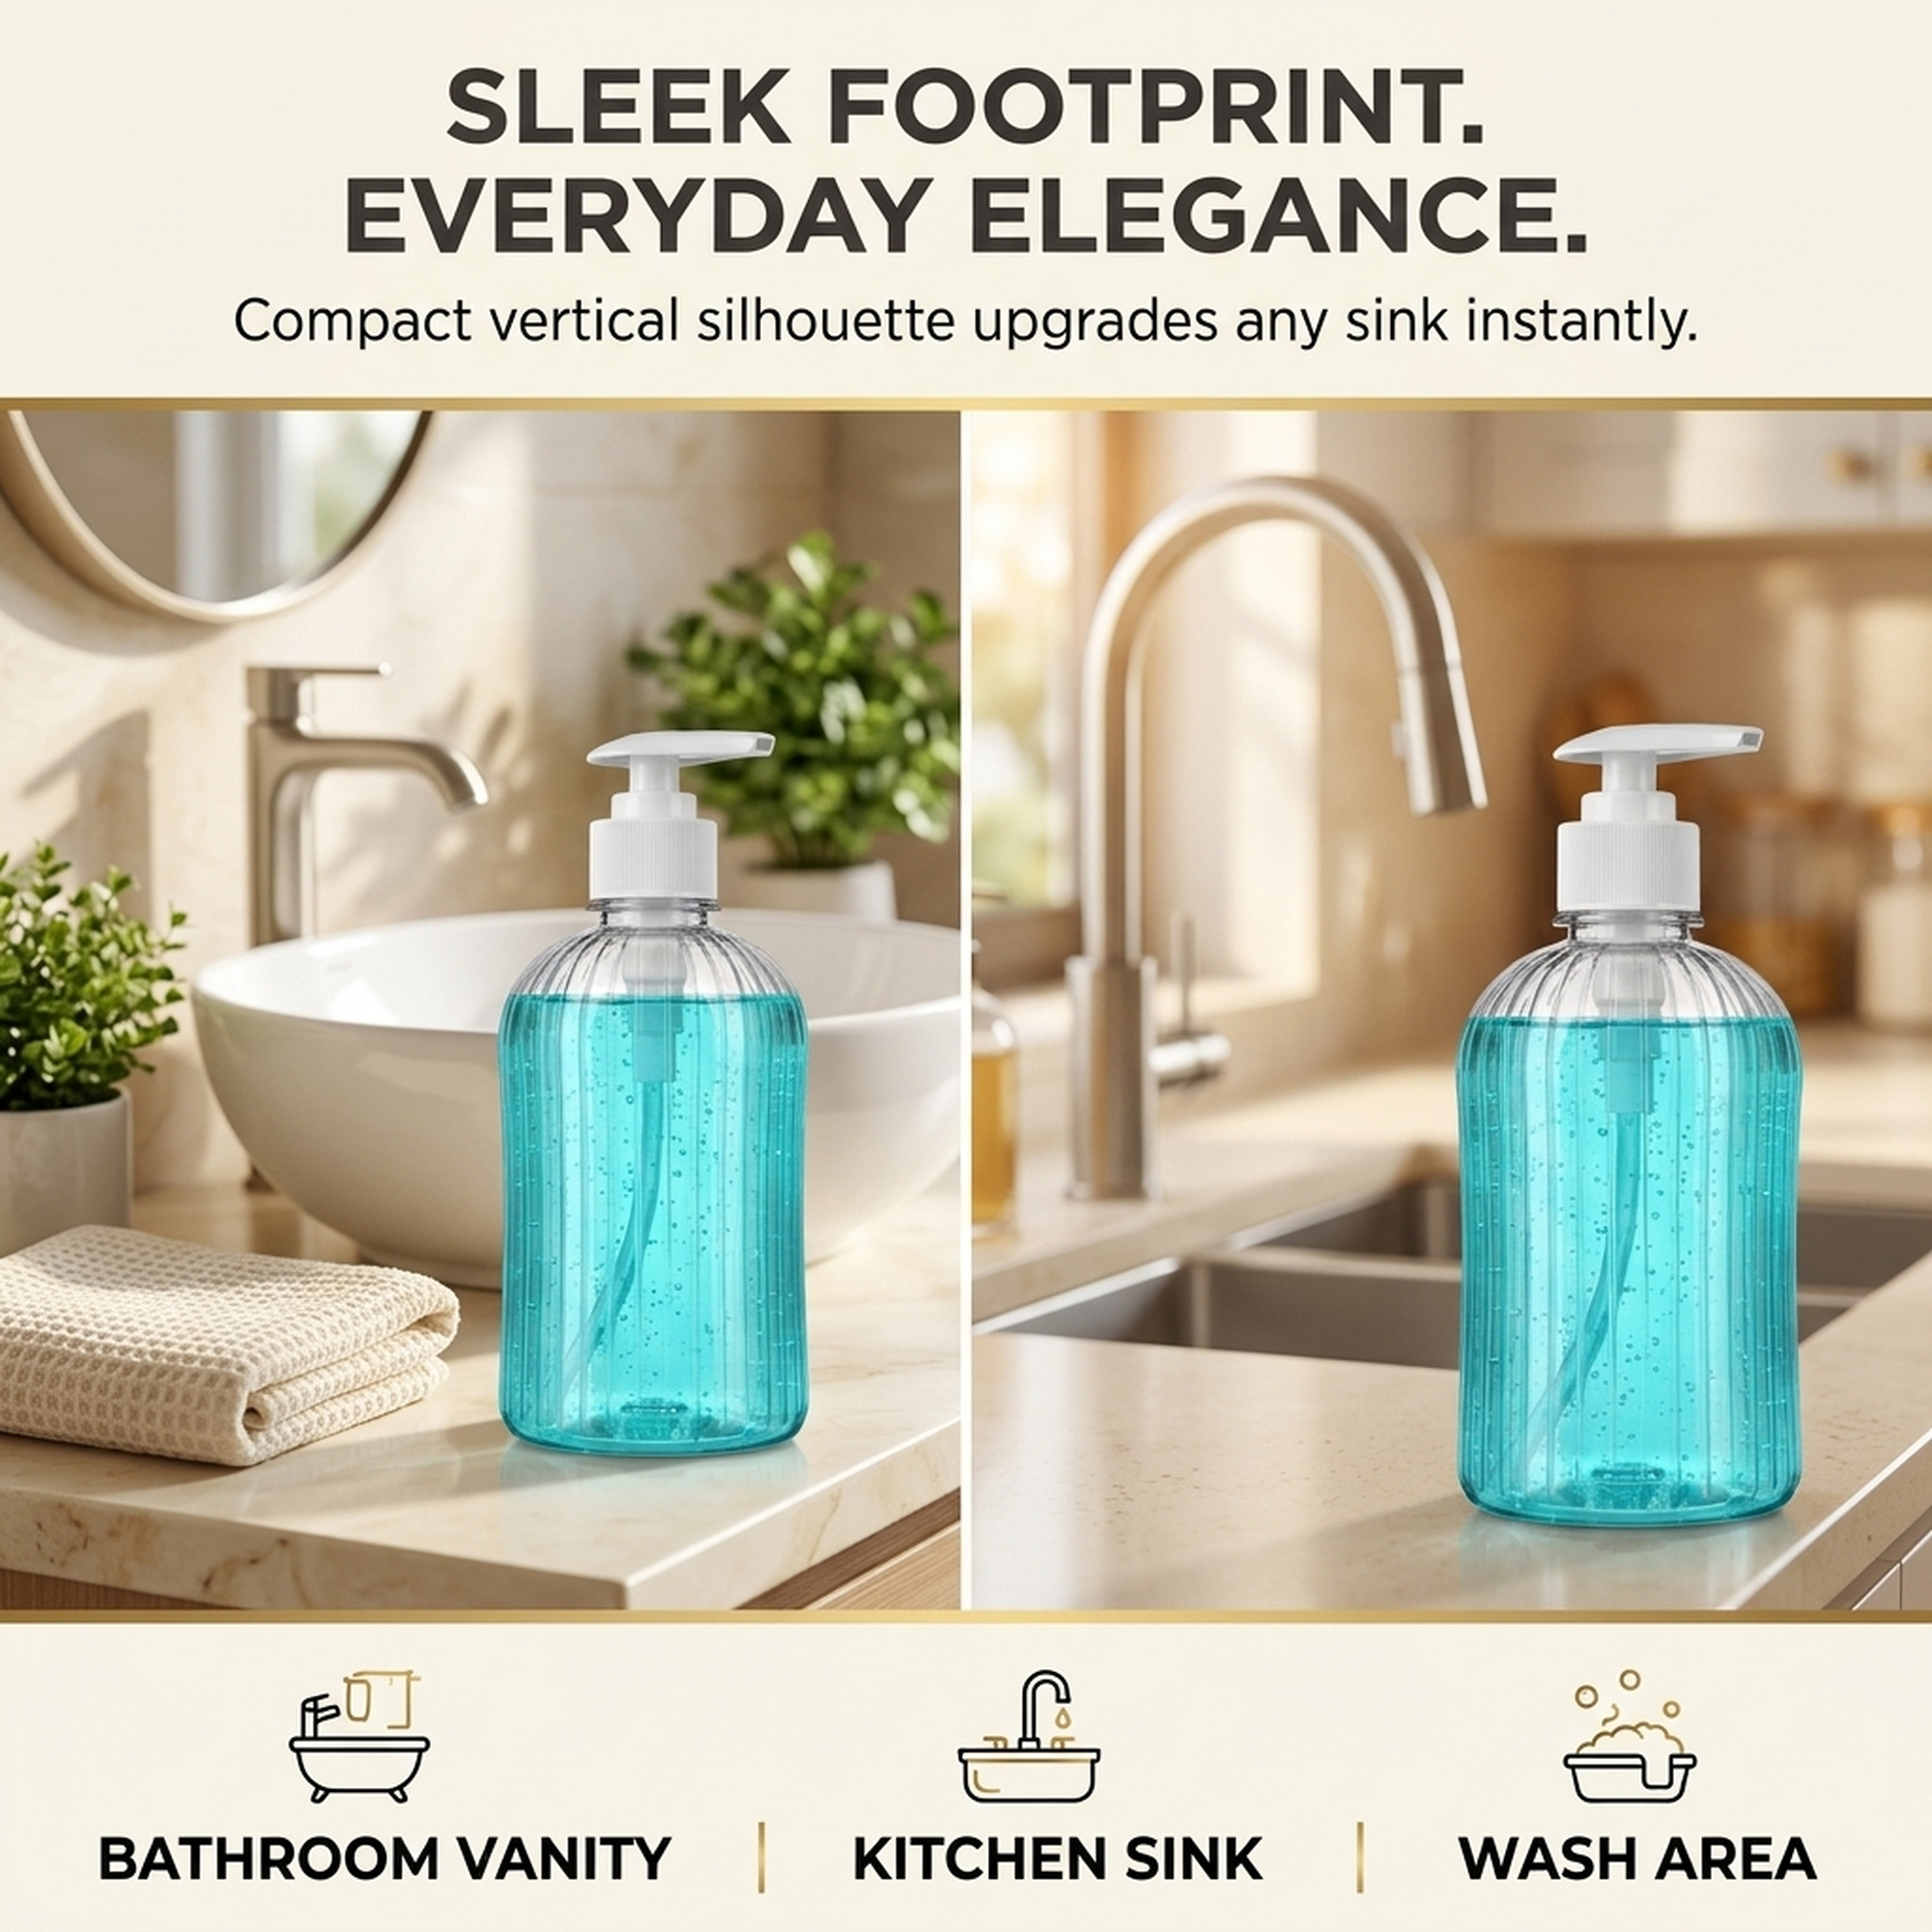 SLEEK FOOTPRINT.
EVERYDAY ELEGANCE.
Compact vertical silhouette upgrades any sink instantly.
BATHROOM VANITY | KITCHEN SINK | WASH AREA